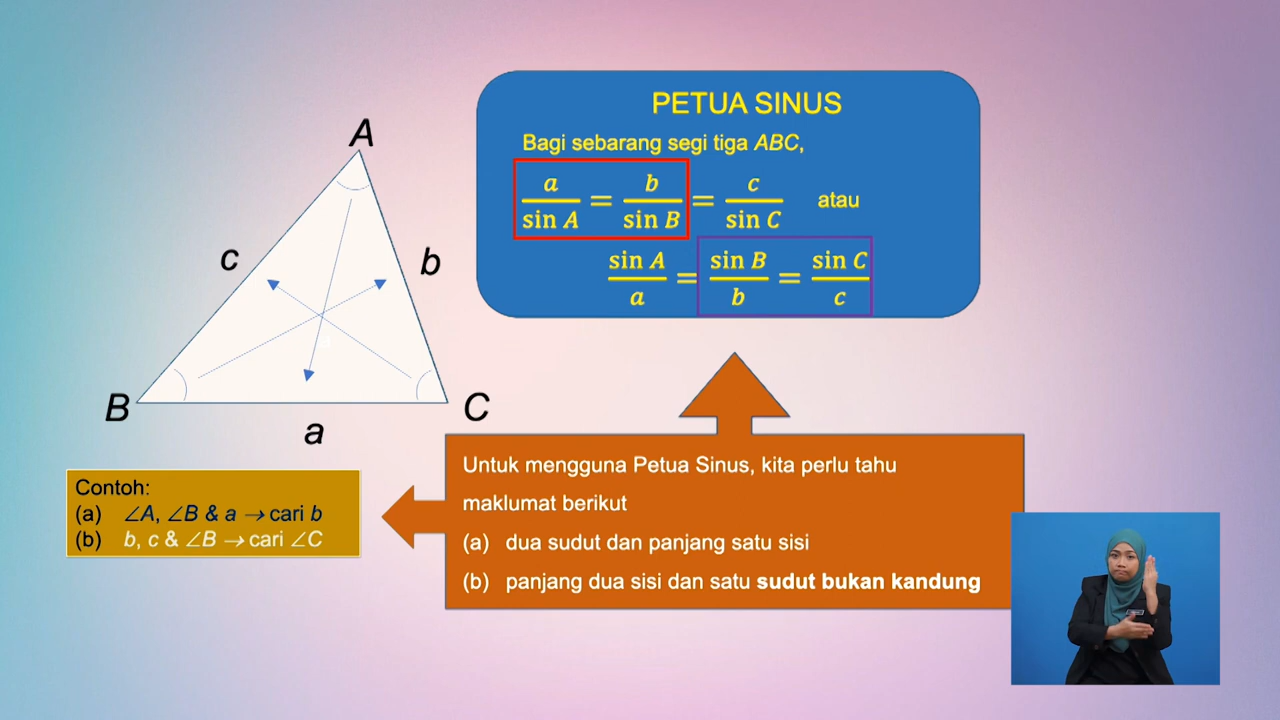 PETUA SINUS
Bagi sebarang segi tiga ABC,
a/sin A = b/sin B = c/sin C atau
sin A/a = sin B/b = sin C/c
A
c
b
B
C
a
Untuk mengguna Petua Sinus, kita perlu tahu
maklumat berikut
(a) dua sudut dan panjang satu sisi
(b) panjang dua sisi dan satu sudut bukan kandung
Contoh:
(a) ∠A, ∠B & a → cari b
(b) b, c & ∠B → cari ∠C